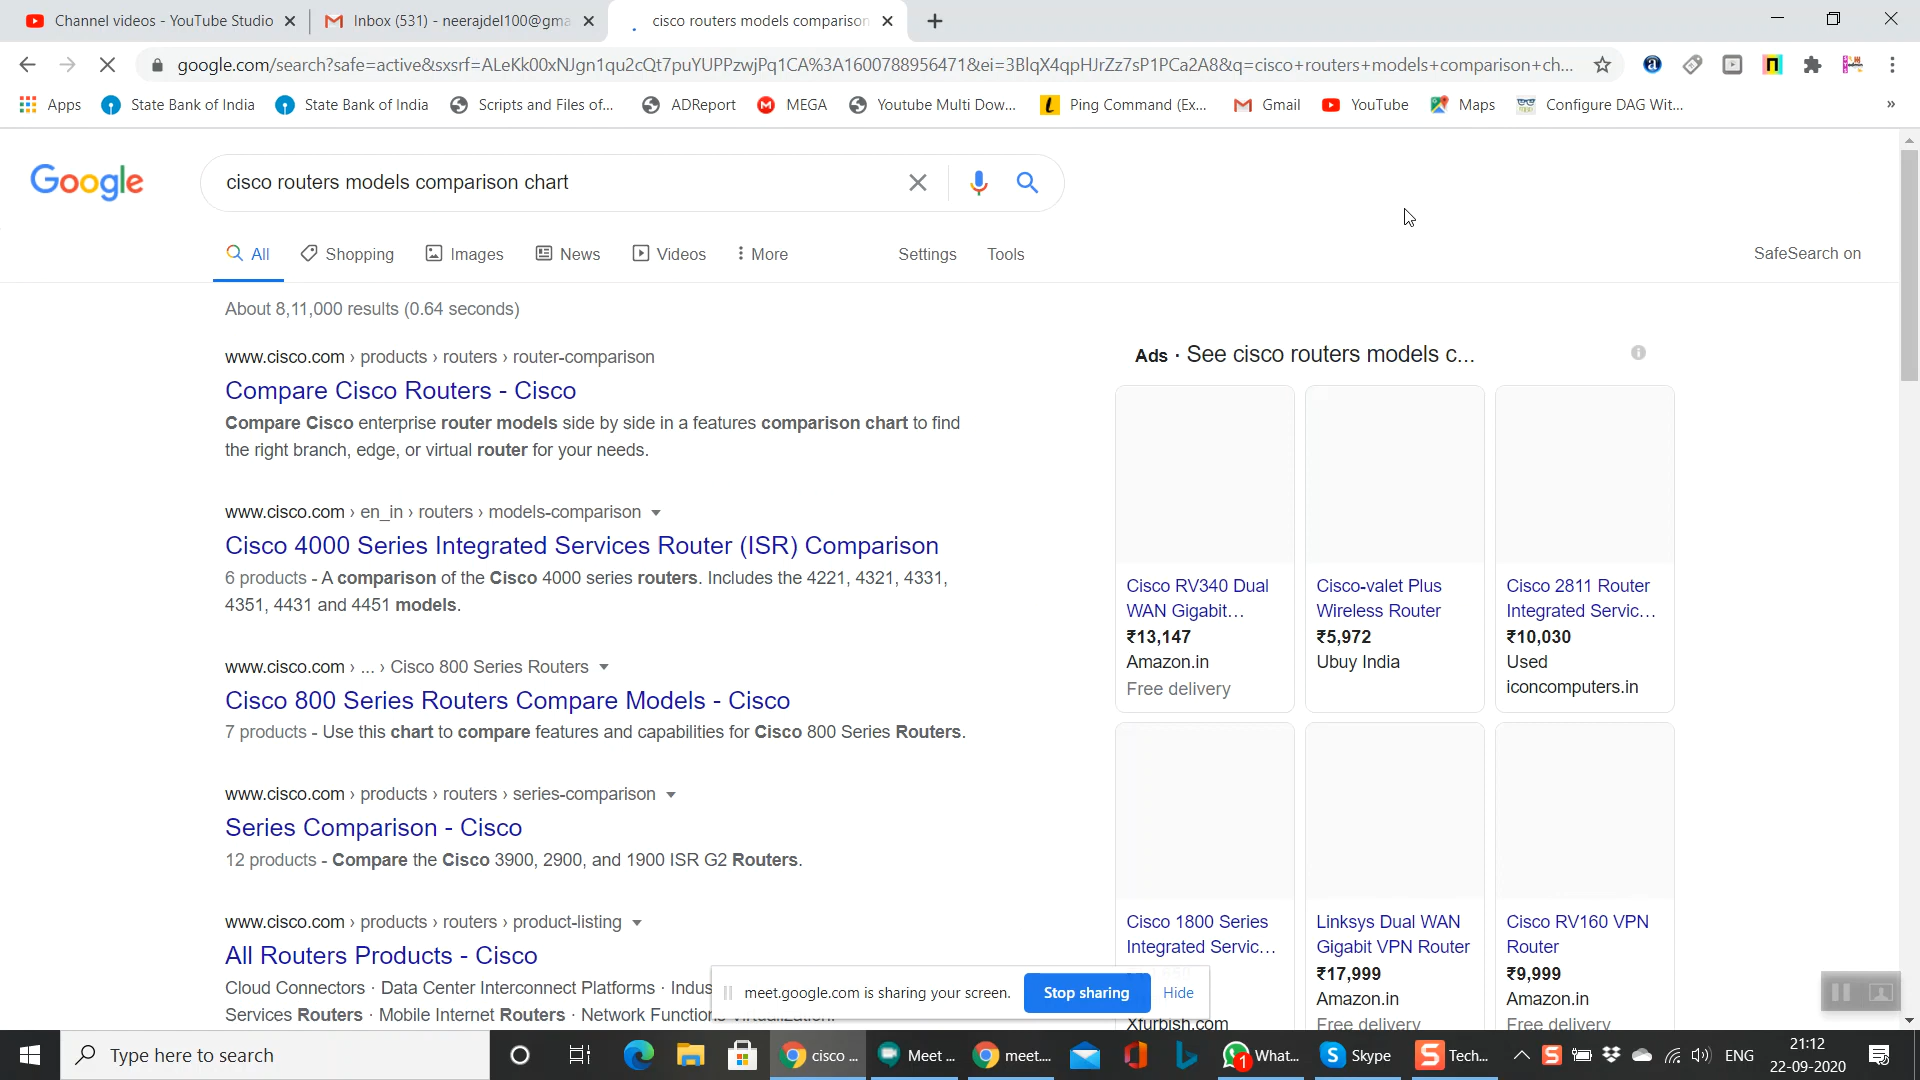 Channel videos - YouTube Studio
Inbox (531) - neerajdel100@gma
cisco routers models comparison
google.com/search?safe=active&sxsrf=ALeKk00xNJgn1qu2cQt7puYUPPzwjPq1CA%3A1600788956471&ei=3BlqX4qpHJrZz7sP1PCa2A8&q=cisco+routers+models+comparison+ch...
Apps State Bank of India State Bank of India Scripts and Files of... ADReport MEGA Youtube Multi Dow... Ping Command (Ex... Gmail YouTube Maps Configure DAG Wit... »
Google
cisco routers models comparison chart
All Shopping Images News Videos More Settings Tools SafeSearch on
About 8,11,000 results (0.64 seconds)
www.cisco.com › products › routers › router-comparison
Compare Cisco Routers - Cisco
Compare Cisco enterprise router models side by side in a features comparison chart to find
the right branch, edge, or virtual router for your needs.
www.cisco.com › en_in › routers › models-comparison
Cisco 4000 Series Integrated Services Router (ISR) Comparison
6 products - A comparison of the Cisco 4000 series routers. Includes the 4221, 4321, 4331,
4351, 4431 and 4451 models.
www.cisco.com › ... › Cisco 800 Series Routers
Cisco 800 Series Routers Compare Models - Cisco
7 products - Use this chart to compare features and capabilities for Cisco 800 Series Routers.
www.cisco.com › products › routers › series-comparison
Series Comparison - Cisco
12 products - Compare the Cisco 3900, 2900, and 1900 ISR G2 Routers.
www.cisco.com › products › routers › product-listing
All Routers Products - Cisco
Cloud Connectors · Data Center Interconnect Platforms · Indus
Services Routers · Mobile Internet Routers · Network Functions Virtualization.
Ads · See cisco routers models c...
Cisco RV340 Dual
WAN Gigabit...
₹13,147
Amazon.in
Free delivery
Cisco-valet Plus
Wireless Router
₹5,972
Ubuy India
Cisco 2811 Router
Integrated Servic...
₹10,030
Used
iconcomputers.in
Cisco 1800 Series
Integrated Servic...
Xfurbish.com
Linksys Dual WAN
Gigabit VPN Router
₹17,999
Amazon.in
Free delivery
Cisco RV160 VPN
Router
₹9,999
Amazon.in
Free delivery
meet.google.com is sharing your screen. Stop sharing Hide
Type here to search
cisco ... Meet ... meet.... What... Skype Tech... ENG
1
21:12
22-09-2020